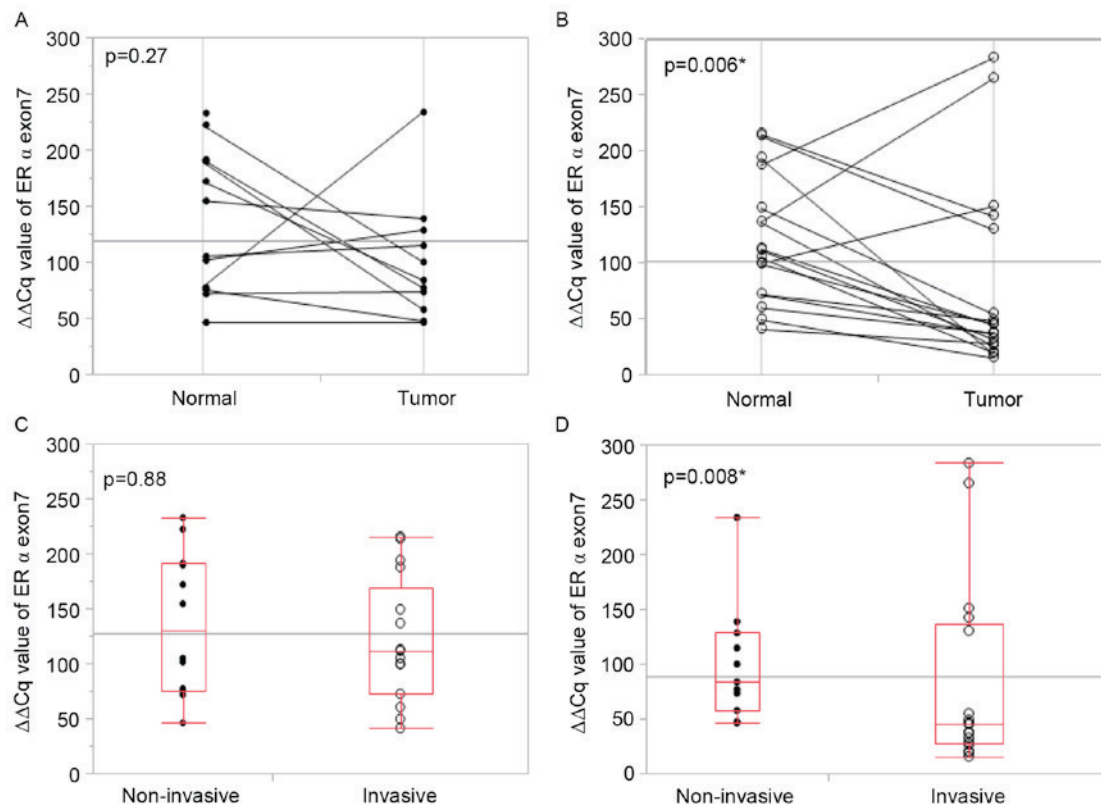 A
ΔΔCq value of ER α exon7
300
250
200
150
100
50
0
p=0.27
Normal
Tumor
B
ΔΔCq value of ER α exon7
300
250
200
150
100
50
0
p=0.006*
Normal
Tumor
C
ΔΔCq value of ER α exon7
300
250
200
150
100
50
0
p=0.88
Non-invasive
Invasive
D
ΔΔCq value of ER α exon7
300
250
200
150
100
50
0
p=0.008*
Non-invasive
Invasive